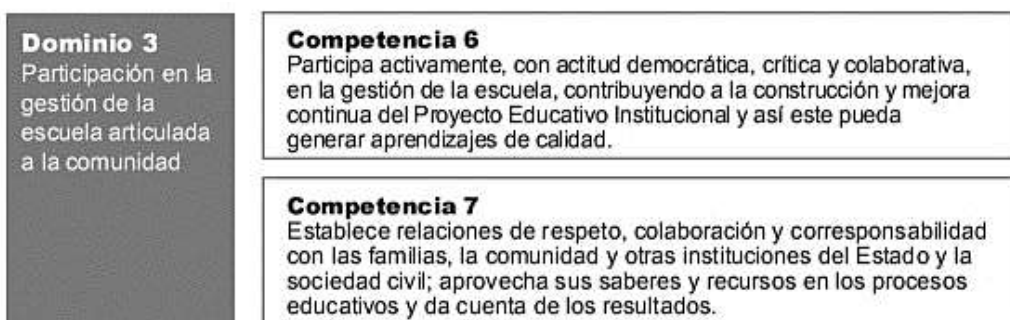 Dominio 3
Participación en la
gestión de la
escuela articulada
a la comunidad
Competencia 6
Participa activamente, con actitud democrática, crítica y colaborativa,
en la gestión de la escuela, contribuyendo a la construcción y mejora
continua del Proyecto Educativo Institucional y así este pueda
generar aprendizajes de calidad.
Competencia 7
Establece relaciones de respeto, colaboración y corresponsabilidad
con las familias, la comunidad y otras instituciones del Estado y la
sociedad civil; aprovecha sus saberes y recursos en los procesos
educativos y da cuenta de los resultados.